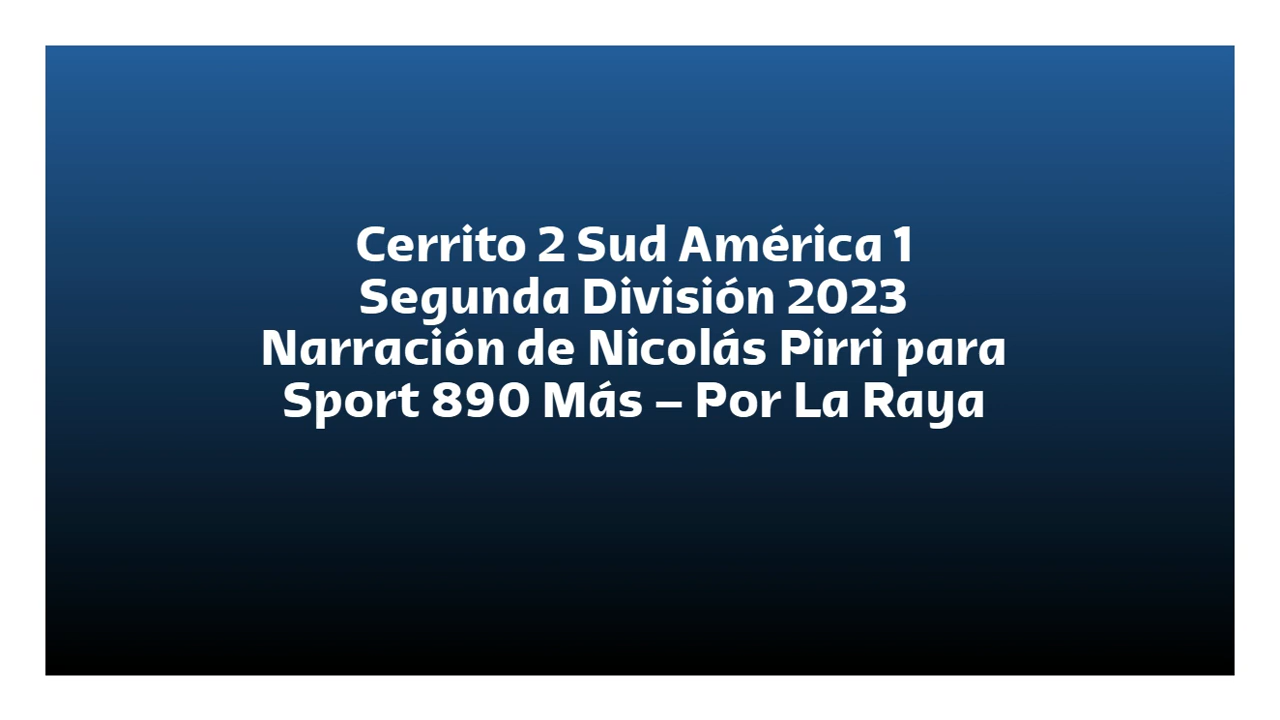 Cerrito 2 Sud América 1
Segunda División 2023
Narración de Nicolás Pirri para
Sport 890 Más – Por La Raya